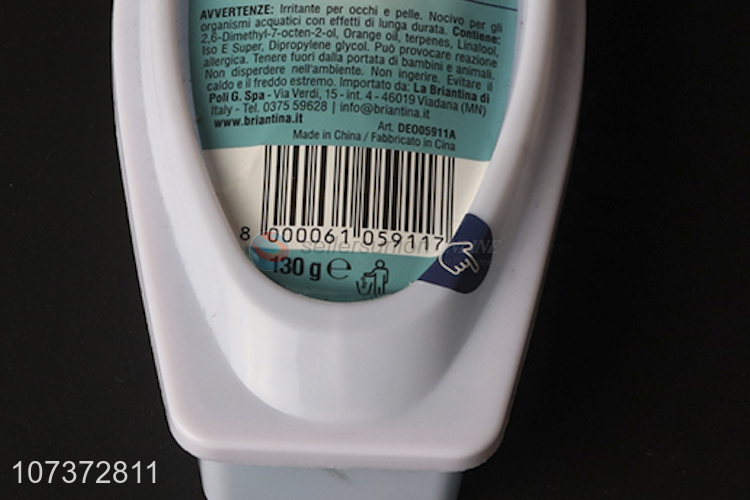 AVVERTENZE: Irritante per occhi e pelle. Nocivo per gli
organismi acquatici con effetti di lunga durata. Contiene:
2,6-Dimethyl-7-octen-2-ol, Orange oil, terpenes, Linalool,
Iso E Super, Dipropylene glycol. Può provocare reazione
allergica. Tenere fuori dalla portata di bambini e animali.
Non disperdere nell'ambiente. Non ingerire. Evitare il
caldo e il freddo estremo. Importato da: La Briantina di
Poli G. Spa - Via Verdi, 15 - int. 4 - 46019 Viadana (MN)
Italy - Tel. 0375 59628 | info@briantina.it
www.briantina.it
Art. DEO05911A
Made in China / Fabbricato in Cina
8 000061 059117
sellersunionONLINE
130 g e
107372811